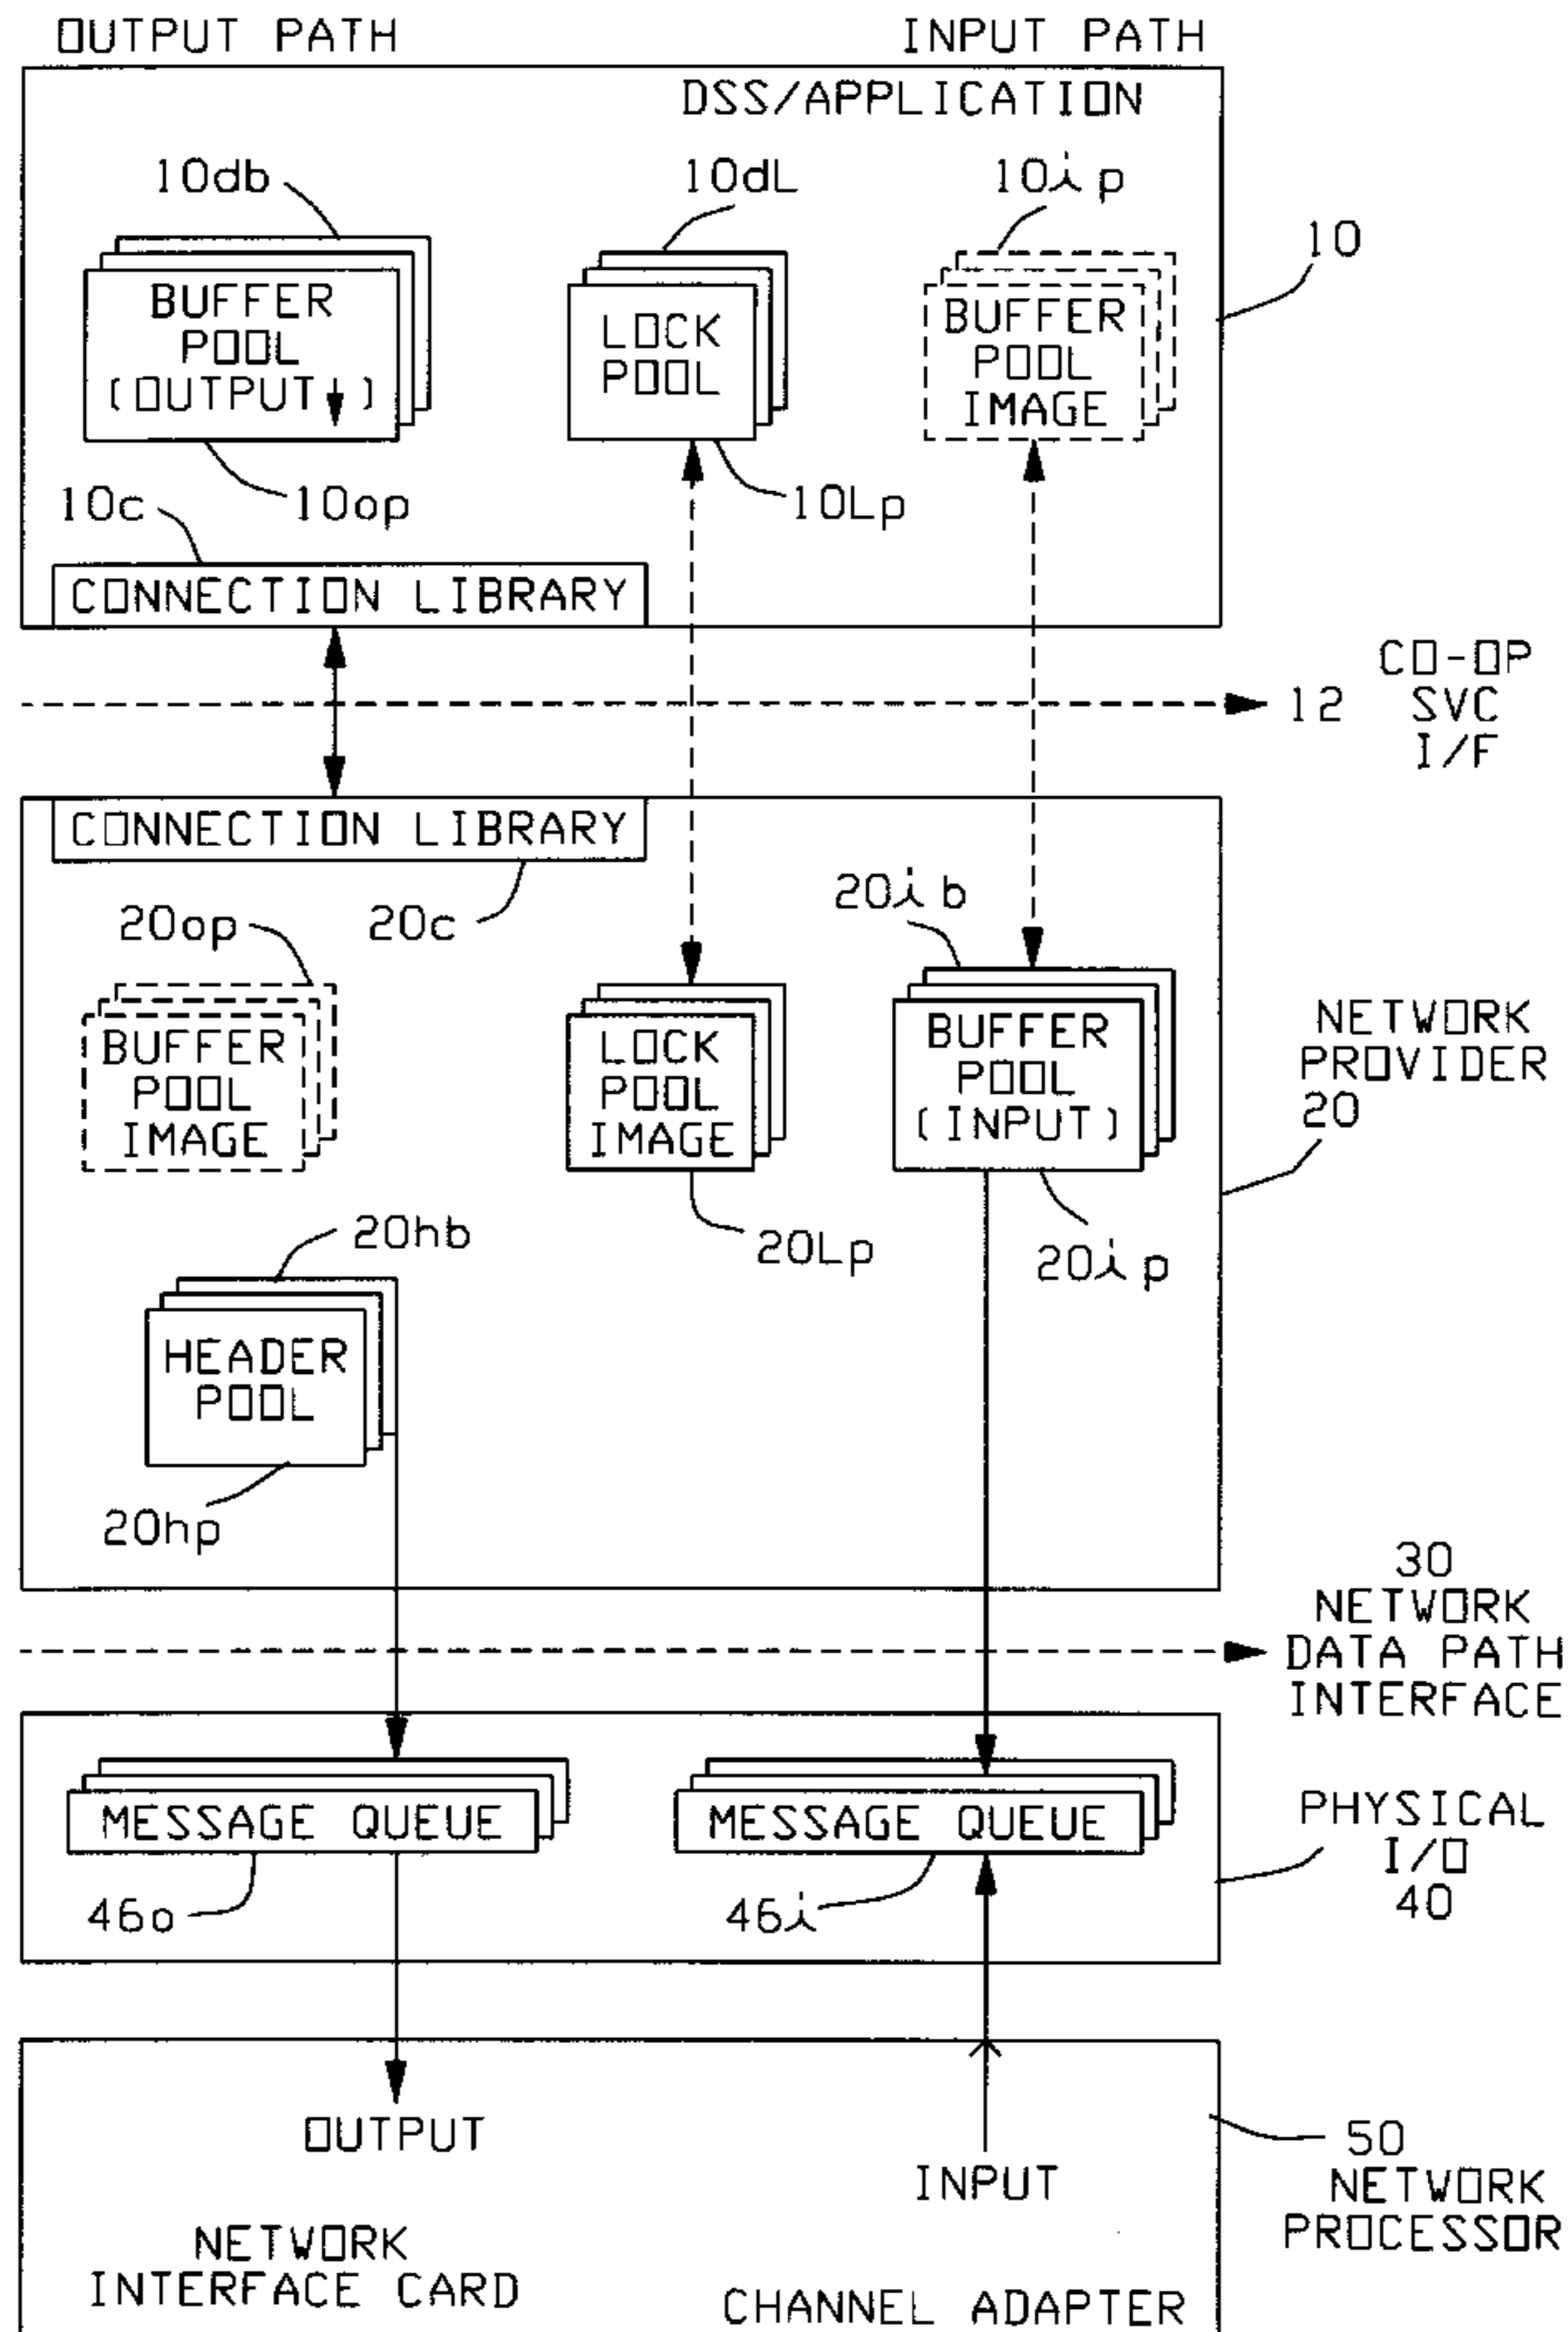 OUTPUT PATH
INPUT PATH
DSS/APPLICATION
10db
10dL
10ip
10
BUFFER
POOL
(OUTPUT↓)
LOCK
POOL
BUFFER
POOL
IMAGE
10c
10op
10Lp
CONNECTION LIBRARY
12
CO-OP
SVC
I/F
CONNECTION LIBRARY
20op
20c
20ib
BUFFER
POOL
IMAGE
LOCK
POOL
IMAGE
BUFFER
POOL
(INPUT)
NETWORK
PROVIDER
20
20hb
20Lp
20ip
HEADER
POOL
20hp
30
NETWORK
DATA PATH
INTERFACE
MESSAGE QUEUE
MESSAGE QUEUE
46o
46i
PHYSICAL
I/O
40
OUTPUT
INPUT
50
NETWORK
PROCESSOR
NETWORK
INTERFACE CARD
CHANNEL ADAPTER